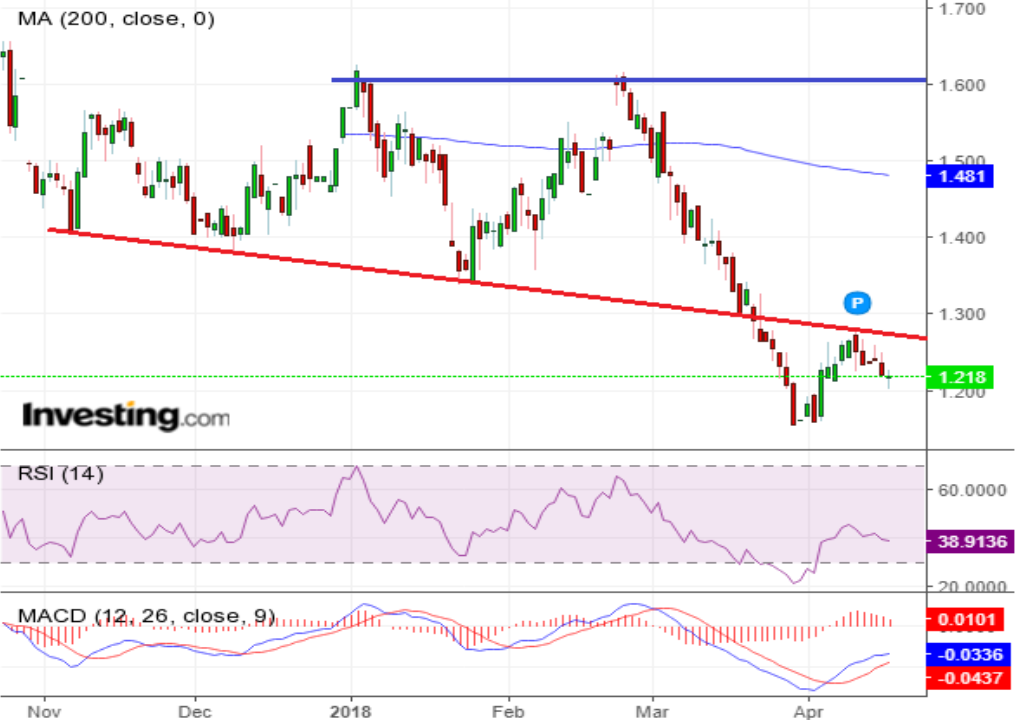 MA (200, close, 0)
1.700
1.600
1.500
1.481
1.400
P
1.300
1.218
1.200
Investing.com
RSI (14)
60.0000
38.9136
20.0000
MACD (12, 26, close, 9)
0.0101
-0.0336
-0.0437
Nov Dec 2018 Feb Mar Apr